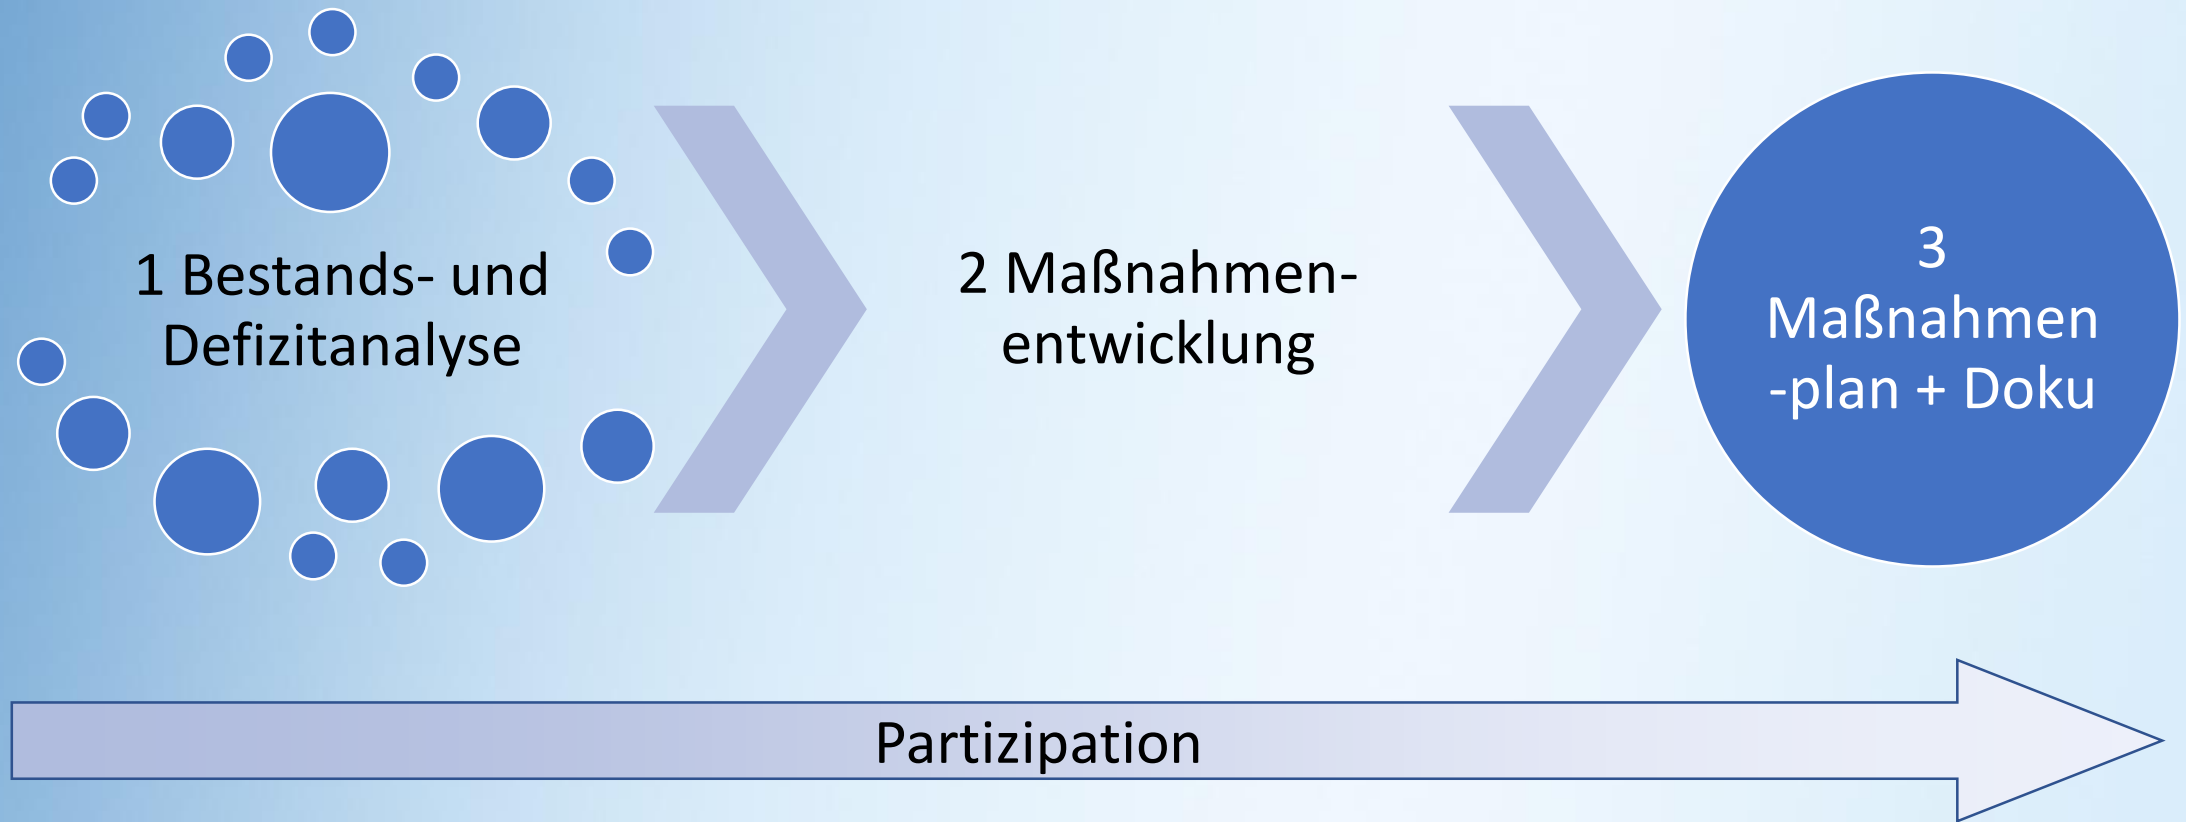 1 Bestands- und
Defizitanalyse
2 Maßnahmen-
entwicklung
3
Maßnahmen
-plan + Doku
Partizipation